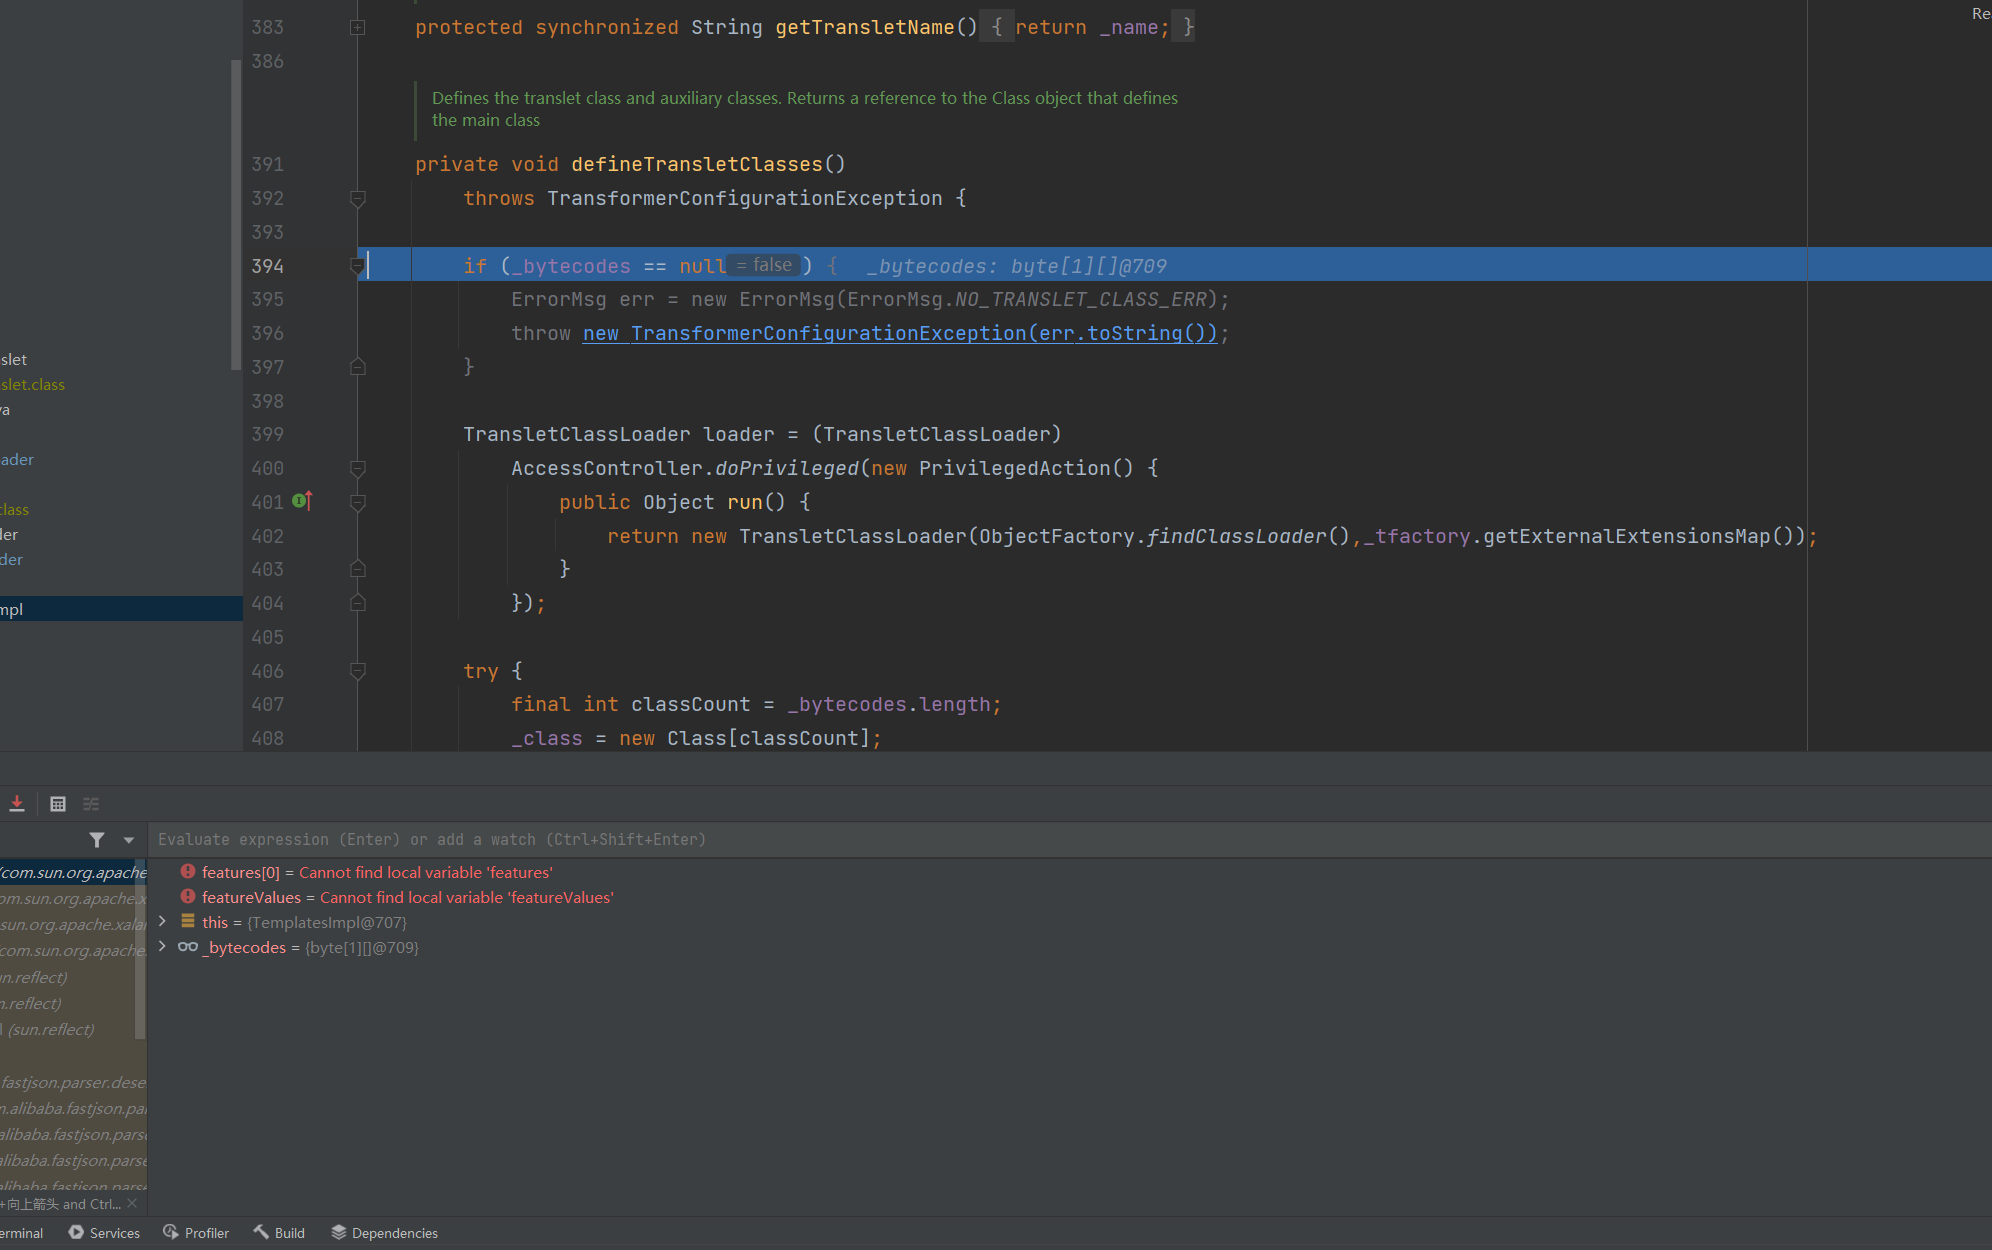 Re
383 protected synchronized String getTransletName() { return _name; }
386
Defines the translet class and auxiliary classes. Returns a reference to the Class object that defines
the main class
391 private void defineTransletClasses()
392 throws TransformerConfigurationException {
393
394 if (_bytecodes == null = false ) { _bytecodes: byte[1][]@709
395 ErrorMsg err = new ErrorMsg(ErrorMsg.NO_TRANSLET_CLASS_ERR);
396 throw new TransformerConfigurationException(err.toString());
397 }
398
399 TransletClassLoader loader = (TransletClassLoader)
400 AccessController.doPrivileged(new PrivilegedAction() {
401 public Object run() {
402 return new TransletClassLoader(ObjectFactory.findClassLoader(),_tfactory.getExternalExtensionsMap());
403 }
404 });
405
406 try {
407 final int classCount = _bytecodes.length;
408 _class = new Class[classCount];
slet
slet.class
va
ader
class
der
der
mpl
Evaluate expression (Enter) or add a watch (Ctrl+Shift+Enter)
(com.sun.org.apache
om.sun.org.apache.x
sun.org.apache.xalan
com.sun.org.apache.
un.reflect)
n.reflect)
l (sun.reflect)
fastjson.parser.dese
n.alibaba.fastjson.par
alibaba.fastjson.parse
alibaba.fastjson.parse
alibaba.fastjson.parse
+向上箭头 and Ctrl...
features[0] = Cannot find local variable 'features'
featureValues = Cannot find local variable 'featureValues'
this = {TemplatesImpl@707}
_bytecodes = {byte[1][]@709}
erminal Services Profiler Build Dependencies